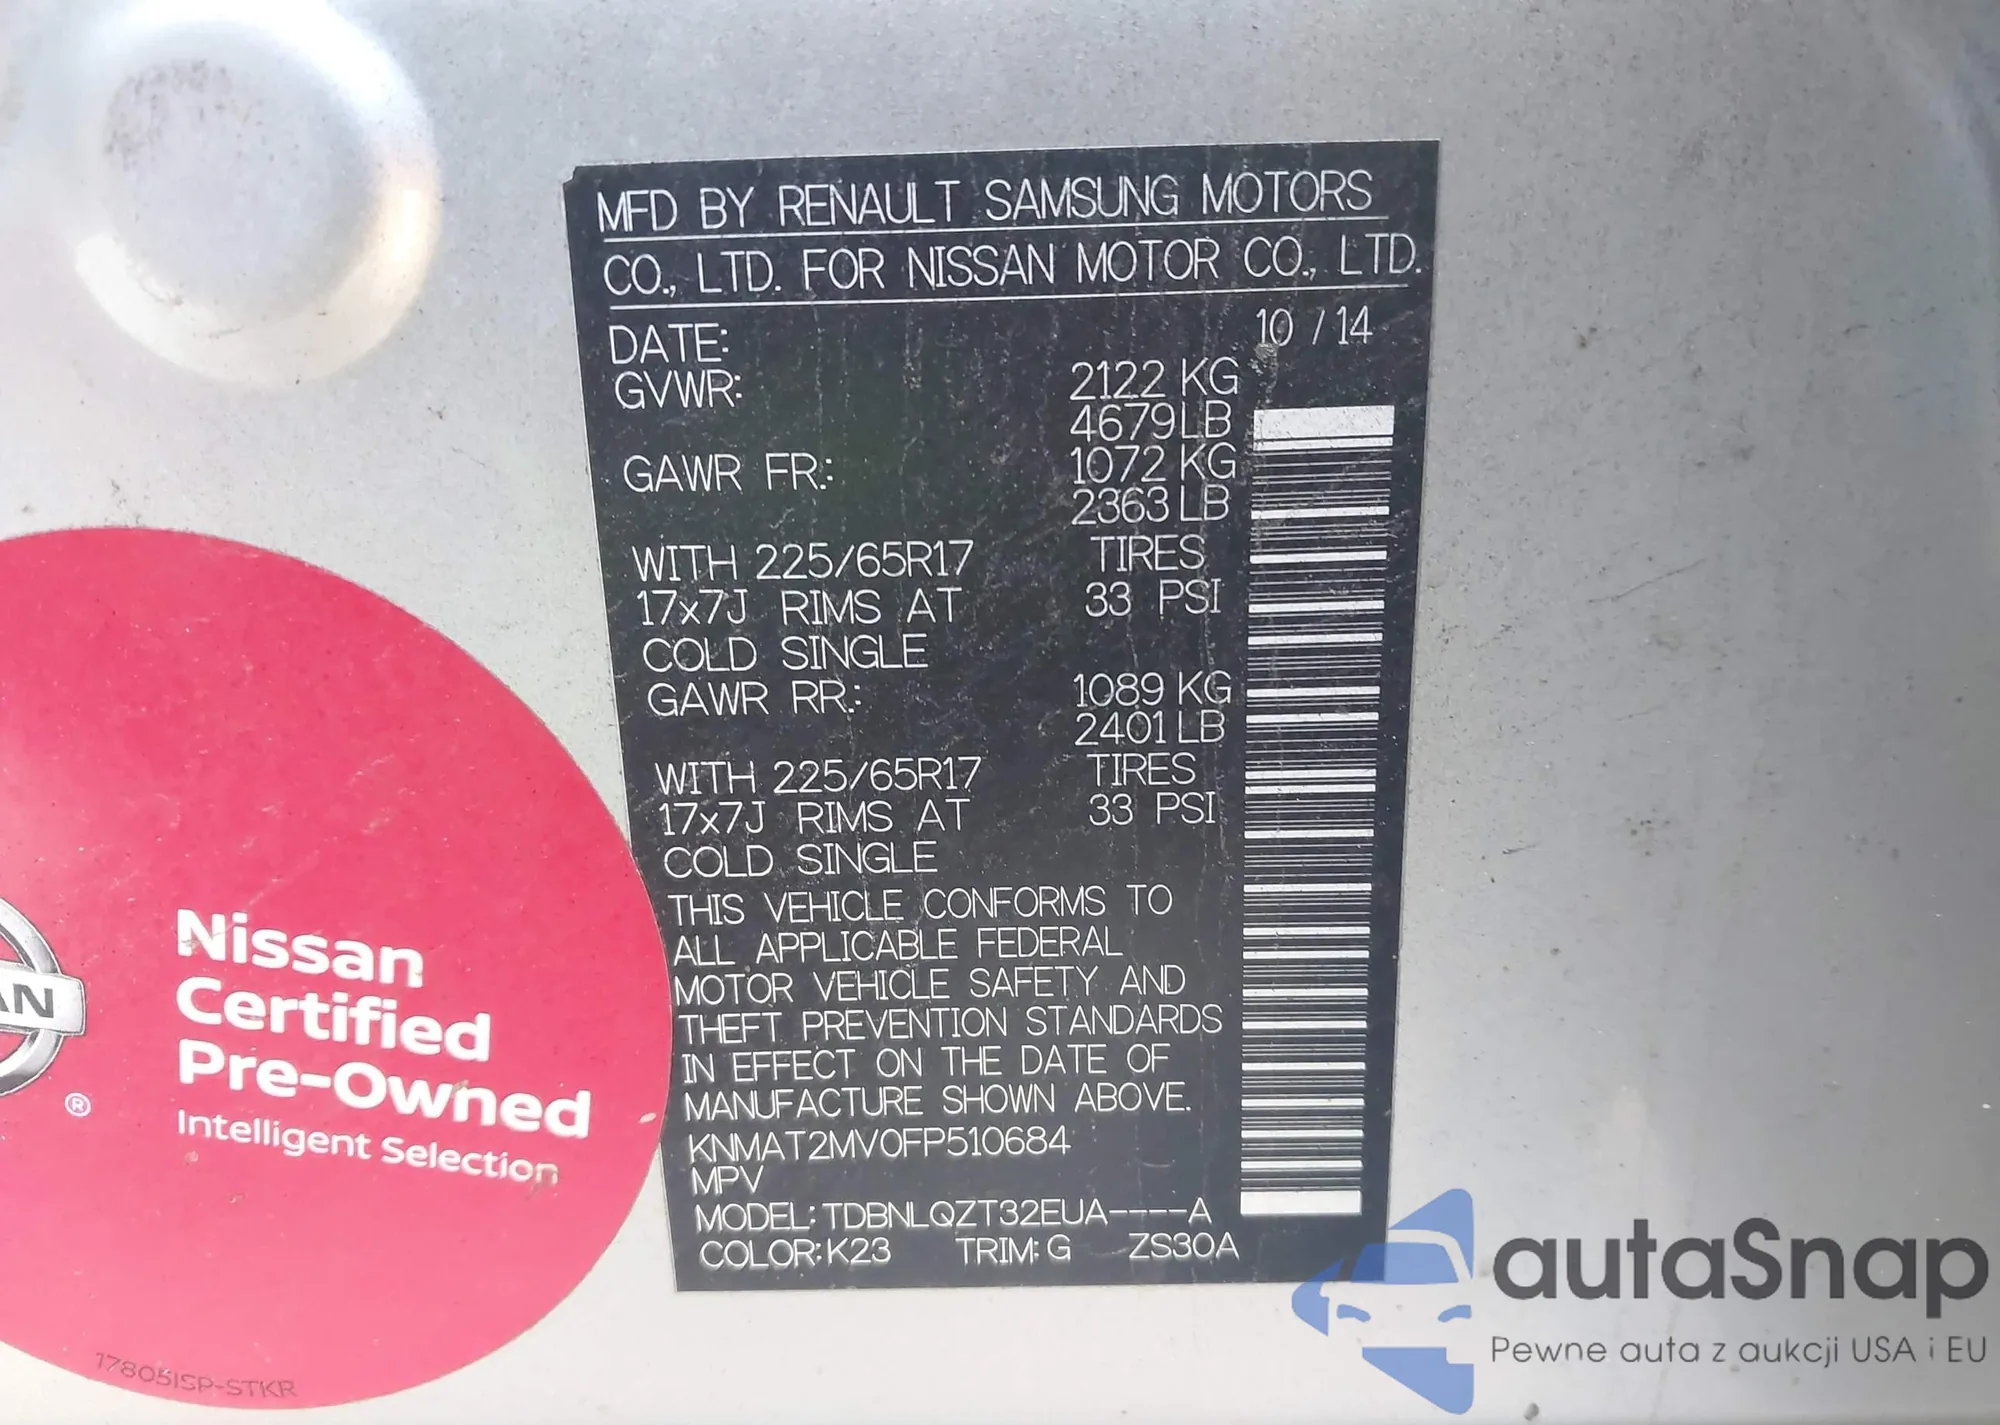 MFD BY RENAULT SAMSUNG MOTORS
CO., LTD. FOR NISSAN MOTOR CO., LTD.
DATE: 10 / 14
GVWR: 2122 KG
4679 LB
GAWR FR.: 1072 KG
2363 LB
WITH 225/65R17 TIRES
17x7J RIMS AT 33 PSI
COLD SINGLE
GAWR RR.: 1089 KG
2401 LB
WITH 225/65R17 TIRES
17x7J RIMS AT 33 PSI
COLD SINGLE
THIS VEHICLE CONFORMS TO
ALL APPLICABLE FEDERAL
MOTOR VEHICLE SAFETY AND
THEFT PREVENTION STANDARDS
IN EFFECT ON THE DATE OF
MANUFACTURE SHOWN ABOVE.
KNMAT2MV0FP510684
MPV
MODEL: TDBNLQZT32EUA----A
COLOR: K23 TRIM: G ZS30A
AN
®
Nissan
Certified
Pre-Owned
Intelligent Selection
17805ISP-STKR
autaSnap
Pewne auta z aukcji USA i EU